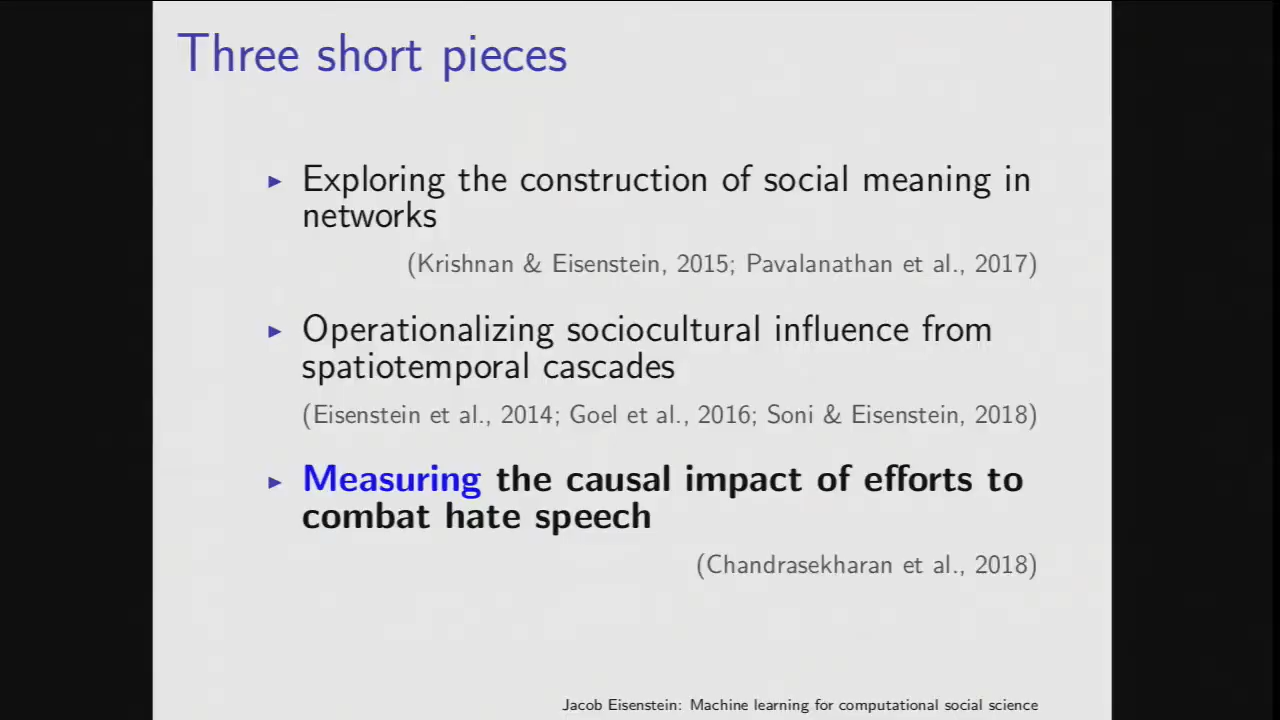 Three short pieces
▸ Exploring the construction of social meaning in
networks
(Krishnan & Eisenstein, 2015; Pavalanathan et al., 2017)
▸ Operationalizing sociocultural influence from
spatiotemporal cascades
(Eisenstein et al., 2014; Goel et al., 2016; Soni & Eisenstein, 2018)
▸ Measuring the causal impact of efforts to
combat hate speech
(Chandrasekharan et al., 2018)
Jacob Eisenstein: Machine learning for computational social science